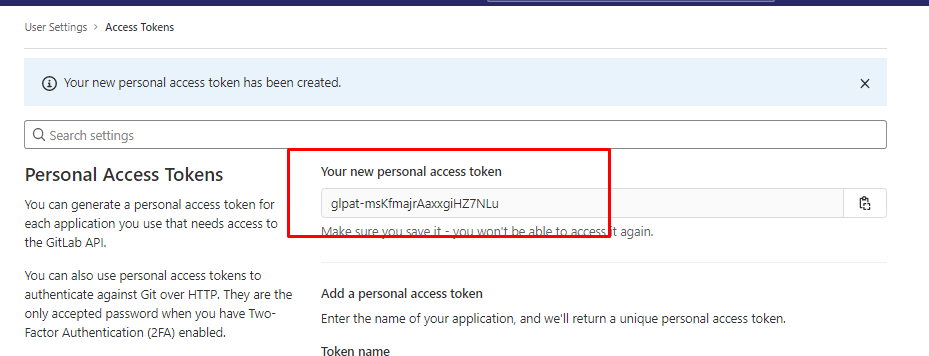 User Settings > Access Tokens
Your new personal access token has been created.
Search settings
Personal Access Tokens
You can generate a personal access token for
each application you use that needs access to
the GitLab API.
You can also use personal access tokens to
authenticate against Git over HTTP. They are the
only accepted password when you have Two-
Factor Authentication (2FA) enabled.
Your new personal access token
glpat-msKfmajrAaxxgiHZ7NLu
Make sure you save it - you won't be able to access it again.
Add a personal access token
Enter the name of your application, and we'll return a unique personal access token.
Token name